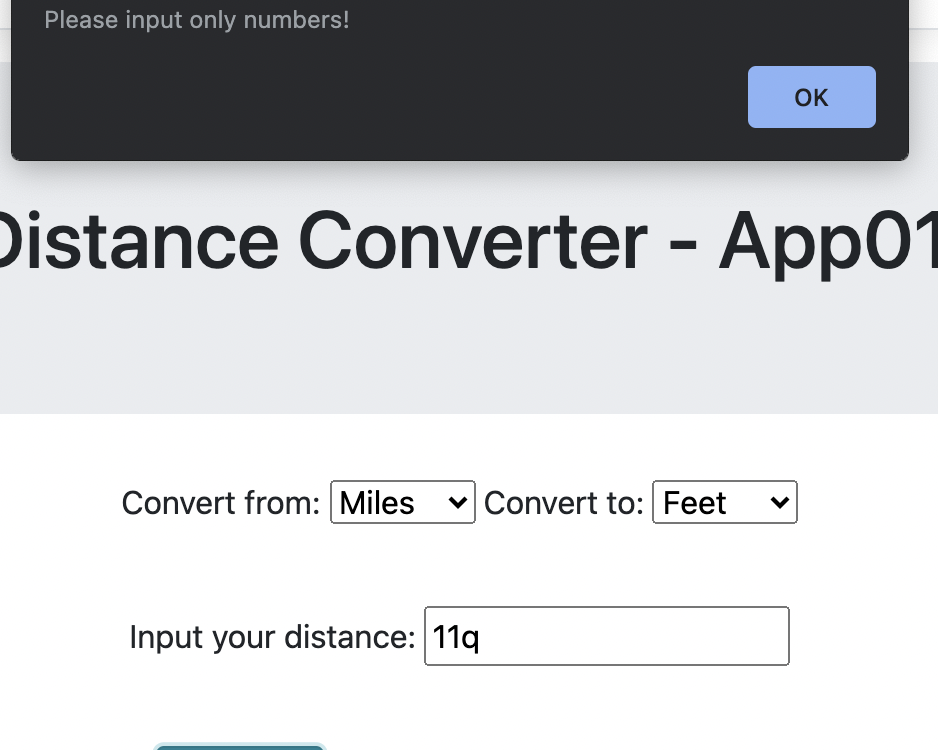 Please input only numbers!
OK
Distance Converter - App01
Convert from: Miles Convert to: Feet
Input your distance: 11q